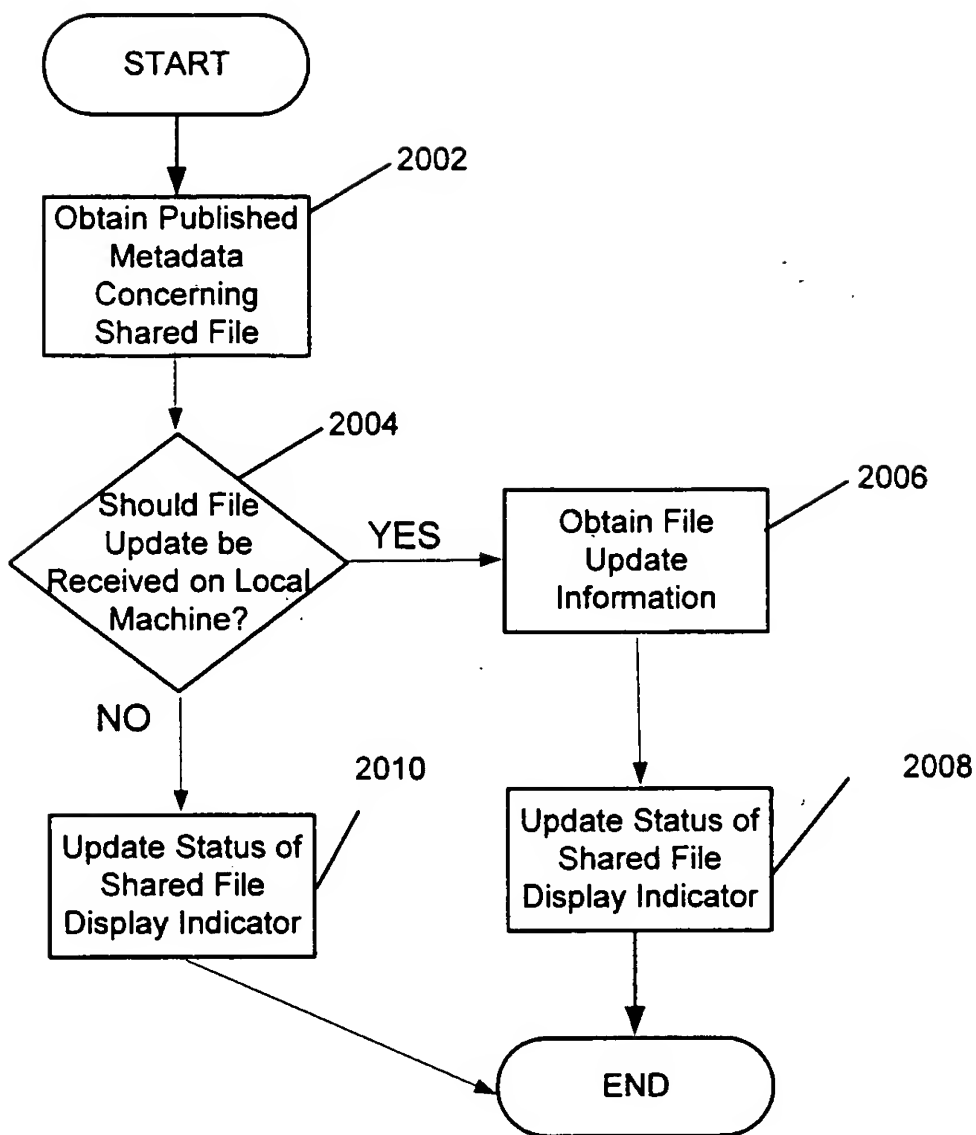 START
2002
Obtain Published
Metadata
Concerning
Shared File
2004
Should File
Update be
Received on Local
Machine?
YES
2006
Obtain File
Update
Information
NO
2010
Update Status of
Shared File
Display Indicator
2008
Update Status of
Shared File
Display Indicator
END